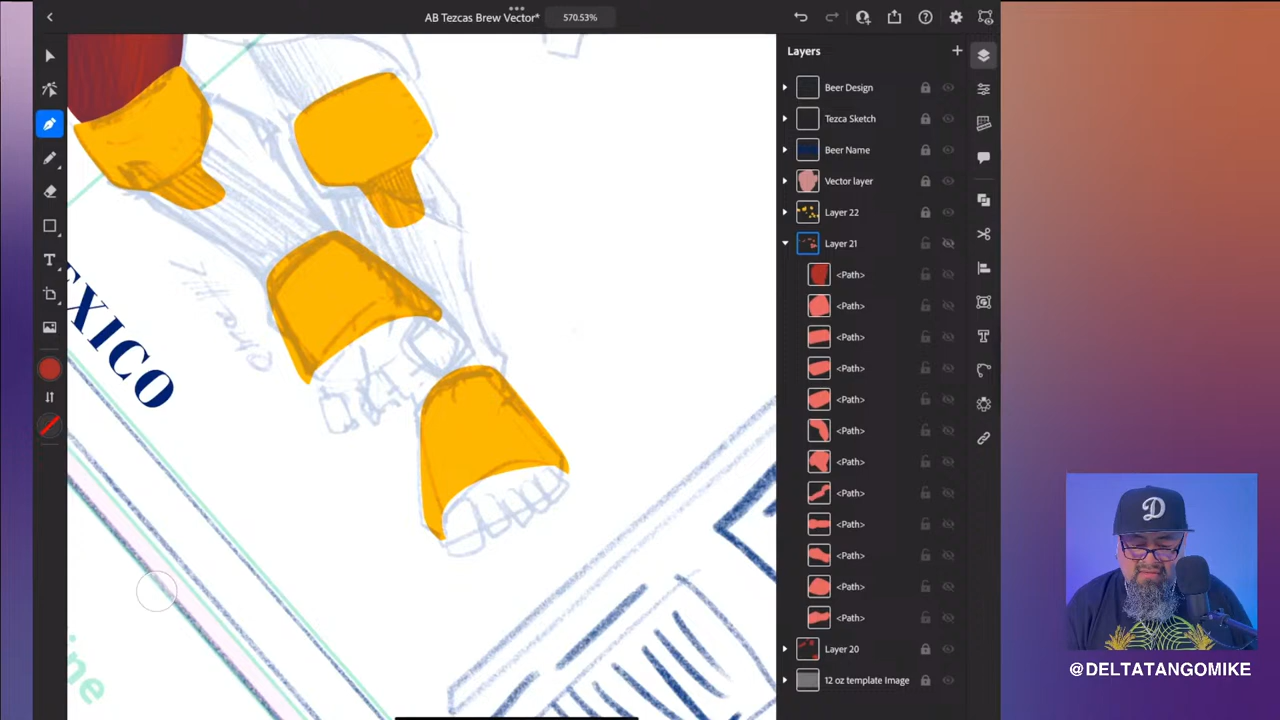 AB Tezcas Brew Vector*
570.53%
Layers
Beer Design
Tezca Sketch
Beer Name
Vector layer
Layer 22
Layer 21
<Path>
<Path>
<Path>
<Path>
<Path>
<Path>
<Path>
<Path>
<Path>
<Path>
<Path>
<Path>
Layer 20
12 oz template Image
EXICO
ine
D
@DELTATANGOMIKE